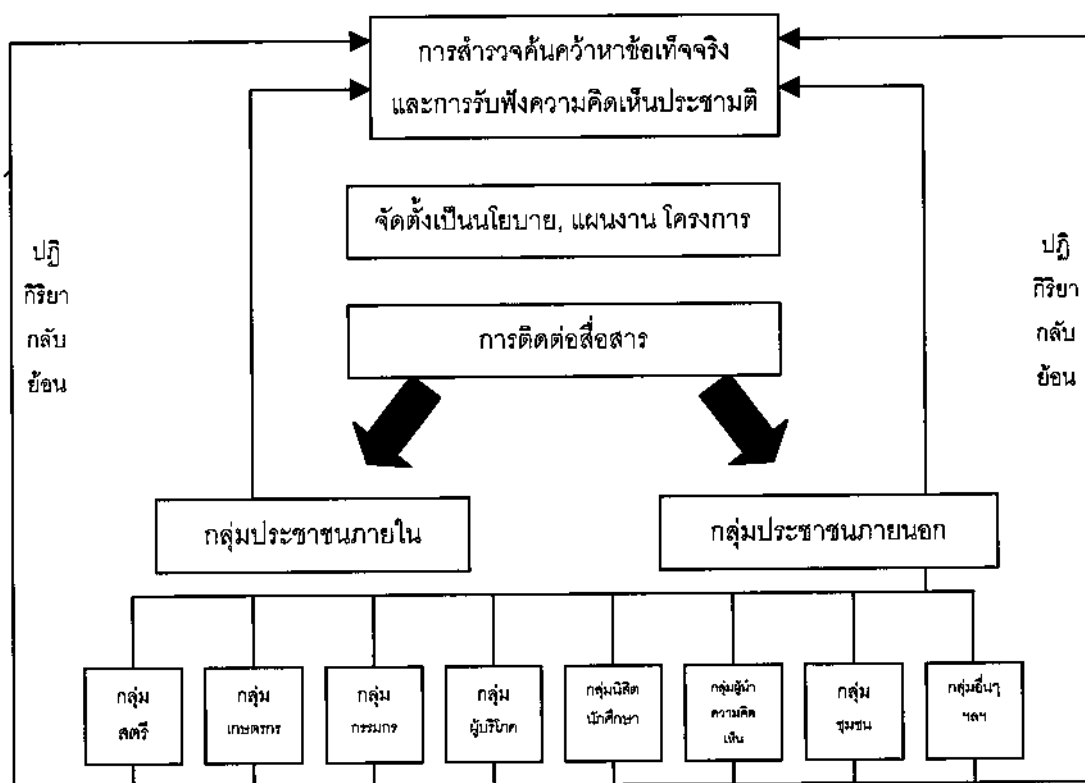 การสำรวจค้นคว้าหาข้อเท็จจริง
และการรับฟังความคิดเห็นประชามติ
จัดตั้งเป็นนโยบาย, แผนงาน โครงการ
การติดต่อสื่อสาร
ปฏิ
กิริยา
กลับ
ย้อน
ปฏิ
กิริยา
กลับ
ย้อน
กลุ่มประชาชนภายใน
กลุ่มประชาชนภายนอก
กลุ่ม
สตรี
กลุ่ม
เกษตรกร
กลุ่ม
กรรมกร
กลุ่ม
ผู้บริโภค
กลุ่มนิสิต
นักศึกษา
กลุ่มผู้นำ
ความคิด
เห็น
กลุ่ม
ชุมชน
กลุ่มอื่นๆ
ฯลฯ